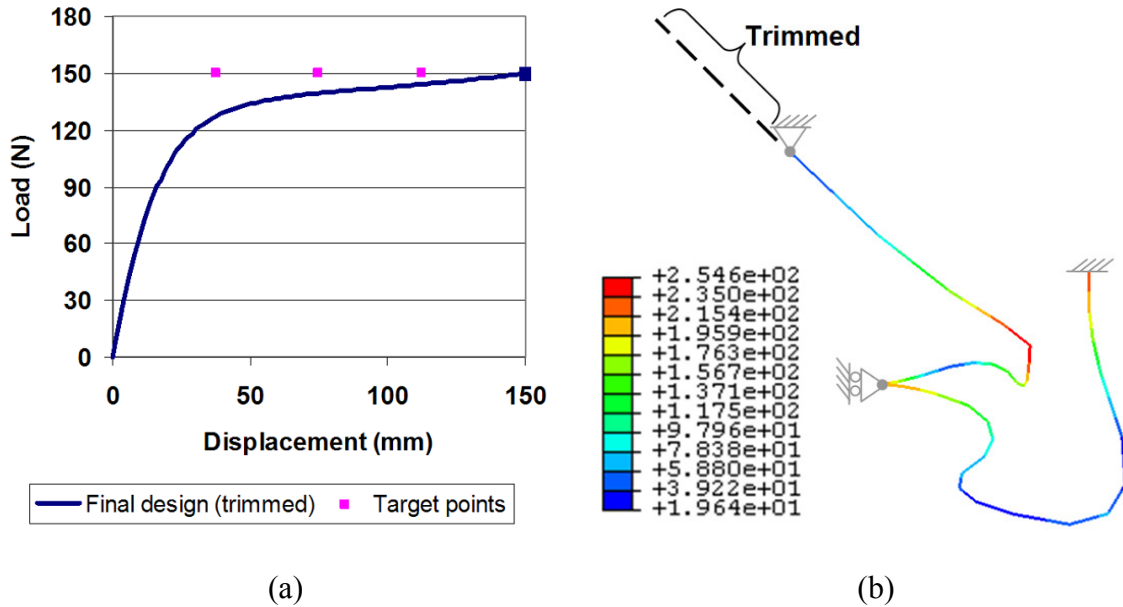 180
150
120
90
60
30
0
Load (N)
0 50 100 150
Displacement (mm)
Final design (trimmed) Target points
(a)
Trimmed
+2.546e+02
+2.350e+02
+2.154e+02
+1.959e+02
+1.763e+02
+1.567e+02
+1.371e+02
+1.175e+02
+9.796e+01
+7.838e+01
+5.880e+01
+3.922e+01
+1.964e+01
(b)